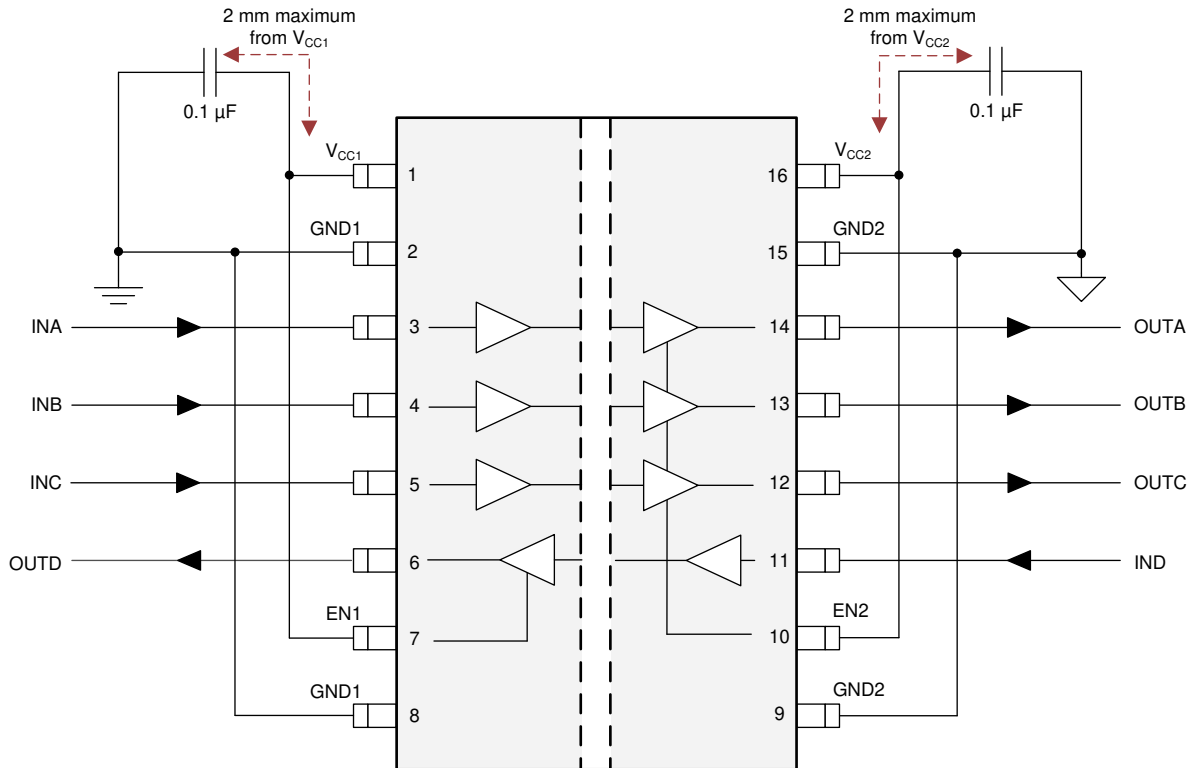 2 mm maximum
from VCC1
2 mm maximum
from VCC2
0.1 µF
0.1 µF
VCC1
1
16
VCC2
GND1
2
15
GND2
INA
3
14
OUTA
INB
4
13
OUTB
INC
5
12
OUTC
OUTD
6
11
IND
EN1
7
10
EN2
GND1
8
9
GND2